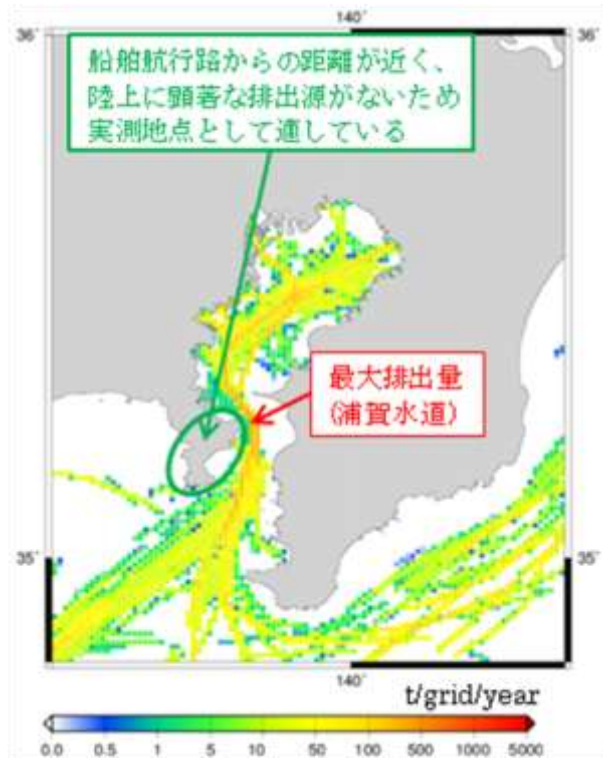 140°
36°
36°
船舶航行路からの距離が近く、
陸上に顕著な排出源がないため
実測地点として適している
最大排出量
(浦賀水道)
35°
35°
140°
t/grid/year
0.0 0.5 1 5 10 50 100 500 1000 5000